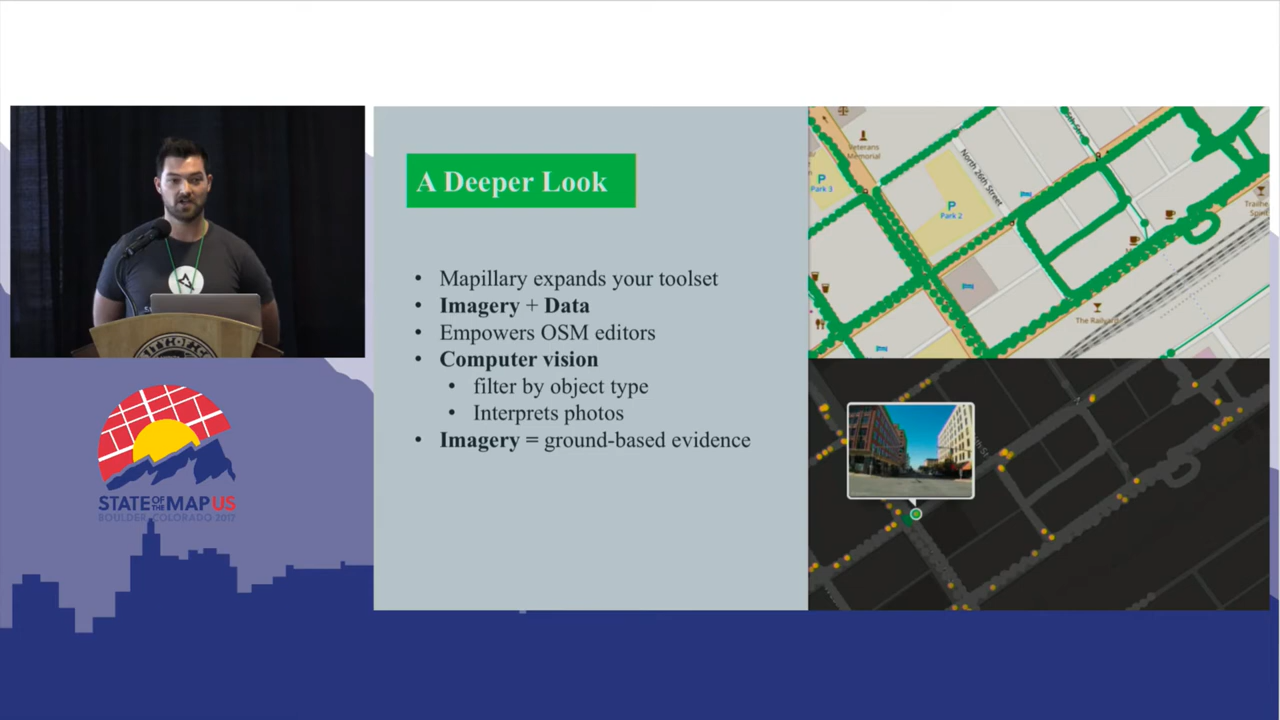 A Deeper Look
• Mapillary expands your toolset
• Imagery + Data
• Empowers OSM editors
• Computer vision
• filter by object type
• Interprets photos
• Imagery = ground-based evidence
Veterans
Memorial
P
Park 3
P
Park 2
North 26th Street
The Railyard
STATE OF THE MAP US
BOULDER, COLORADO 2017